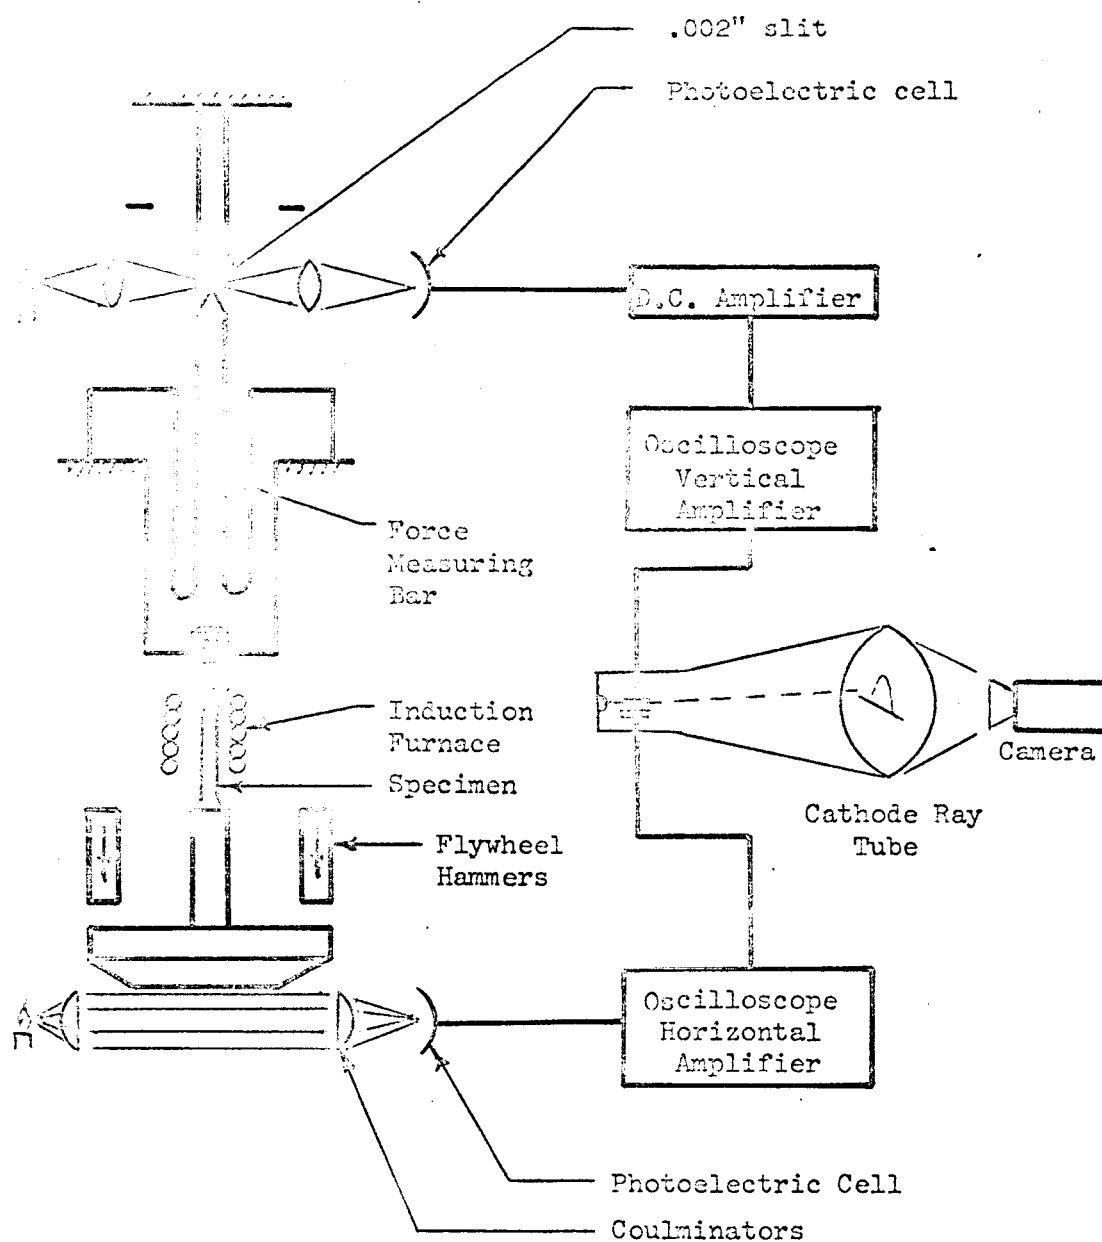 .002" slit
Photoelectric cell
D.C. Amplifier
Oscilloscope
Vertical
Amplifier
Force
Measuring
Bar
Induction
Furnace
Specimen
Camera
Cathode Ray
Tube
Flywheel
Hammers
Oscilloscope
Horizontal
Amplifier
Photoelectric Cell
Coulminators